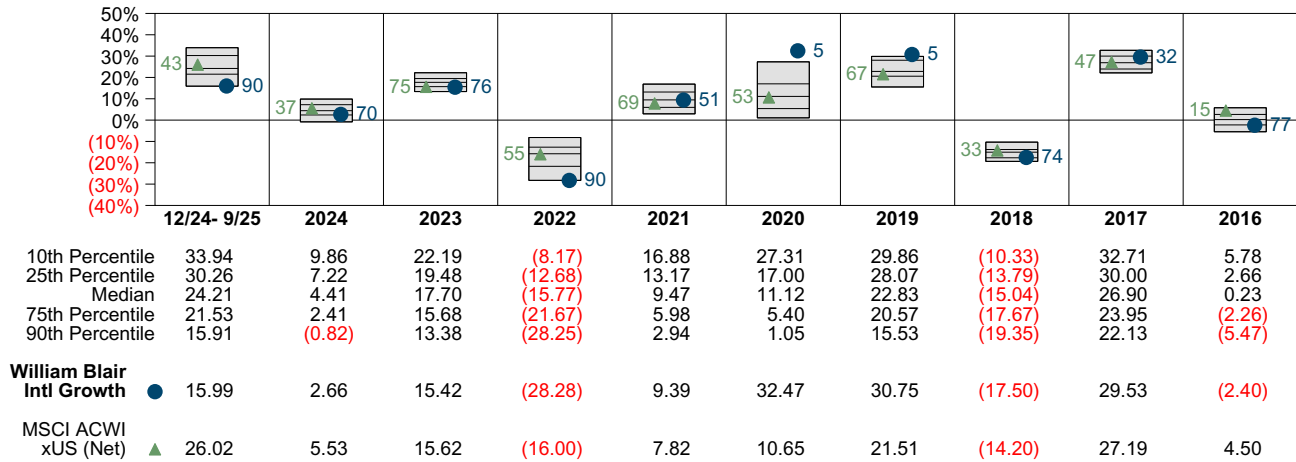 50%
40%
30%
20%
10%
0%
(10%)
(20%)
(30%)
(40%)
43 90
37 70
75 76
55 90
69 51
53 5
67 5
33 74
47 32
15 77
12/24- 9/25 2024 2023 2022 2021 2020 2019 2018 2017 2016
10th Percentile 33.94 9.86 22.19 (8.17) 16.88 27.31 29.86 (10.33) 32.71 5.78
25th Percentile 30.26 7.22 19.48 (12.68) 13.17 17.00 28.07 (13.79) 30.00 2.66
Median 24.21 4.41 17.70 (15.77) 9.47 11.12 22.83 (15.04) 26.90 0.23
75th Percentile 21.53 2.41 15.68 (21.67) 5.98 5.40 20.57 (17.67) 23.95 (2.26)
90th Percentile 15.91 (0.82) 13.38 (28.25) 2.94 1.05 15.53 (19.35) 22.13 (5.47)
William Blair
Intl Growth 15.99 2.66 15.42 (28.28) 9.39 32.47 30.75 (17.50) 29.53 (2.40)
MSCI ACWI
xUS (Net) 26.02 5.53 15.62 (16.00) 7.82 10.65 21.51 (14.20) 27.19 4.50